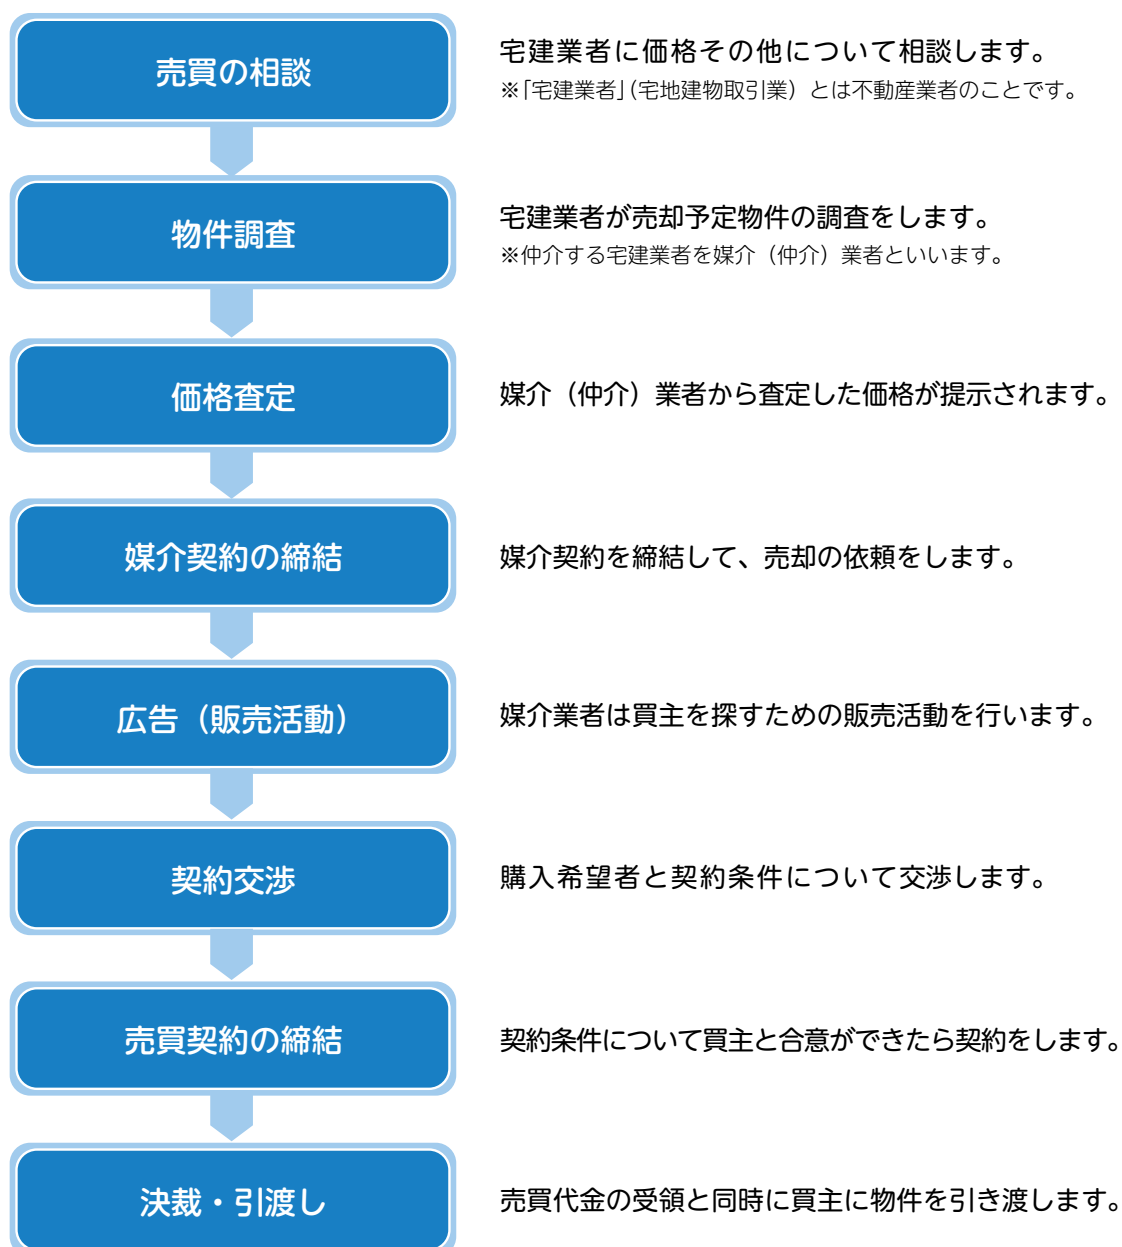 売買の相談
宅建業者に価格その他について相談します。
※「宅建業者」（宅地建物取引業）とは不動産業者のことです。
物件調査
宅建業者が売却予定物件の調査をします。
※仲介する宅建業者を媒介（仲介）業者といいます。
価格査定
媒介（仲介）業者から査定した価格が提示されます。
媒介契約の締結
媒介契約を締結して、売却の依頼をします。
広告（販売活動）
媒介業者は買主を探すための販売活動を行います。
契約交渉
購入希望者と契約条件について交渉します。
売買契約の締結
契約条件について買主と合意ができたら契約をします。
決裁・引渡し
売買代金の受領と同時に買主に物件を引き渡します。